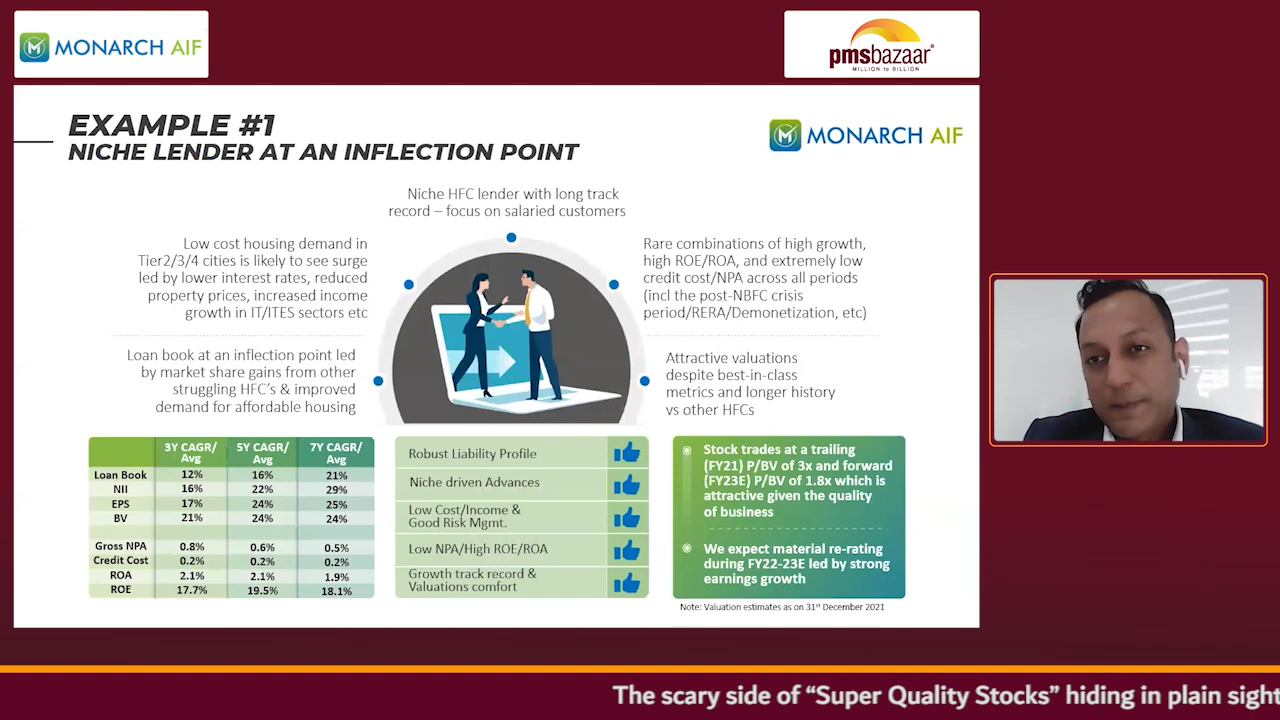 MONARCH AIF
pmsbazaar
MILLION to BILLION
EXAMPLE #1
NICHE LENDER AT AN INFLECTION POINT
MONARCH AIF
Niche HFC lender with long track
record – focus on salaried customers
Low cost housing demand in
Tier2/3/4 cities is likely to see surge
led by lower interest rates, reduced
property prices, increased income
growth in IT/ITES sectors etc
Rare combinations of high growth,
high ROE/ROA, and extremely low
credit cost/NPA across all periods
(incl the post-NBFC crisis
period/RERA/Demonetization, etc)
Loan book at an inflection point led
by market share gains from other
struggling HFC's & improved
demand for affordable housing
Attractive valuations
despite best-in-class
metrics and longer history
vs other HFCs
3Y CAGR/ Avg 5Y CAGR/ Avg 7Y CAGR/ Avg
Loan Book 12% 16% 21%
NII 16% 22% 29%
EPS 17% 24% 25%
BV 21% 24% 24%
Gross NPA 0.8% 0.6% 0.5%
Credit Cost 0.2% 0.2% 0.2%
ROA 2.1% 2.1% 1.9%
ROE 17.7% 19.5% 18.1%
Robust Liability Profile
Niche driven Advances
Low Cost/Income &
Good Risk Mgmt.
Low NPA/High ROE/ROA
Growth track record &
Valuations comfort
Stock trades at a trailing
(FY21) P/BV of 3x and forward
(FY23E) P/BV of 1.8x which is
attractive given the quality
of business
We expect material re-rating
during FY22-23E led by strong
earnings growth
Note: Valuation estimates as on 31st December 2021
The scary side of “Super Quality Stocks” hiding in plain sight